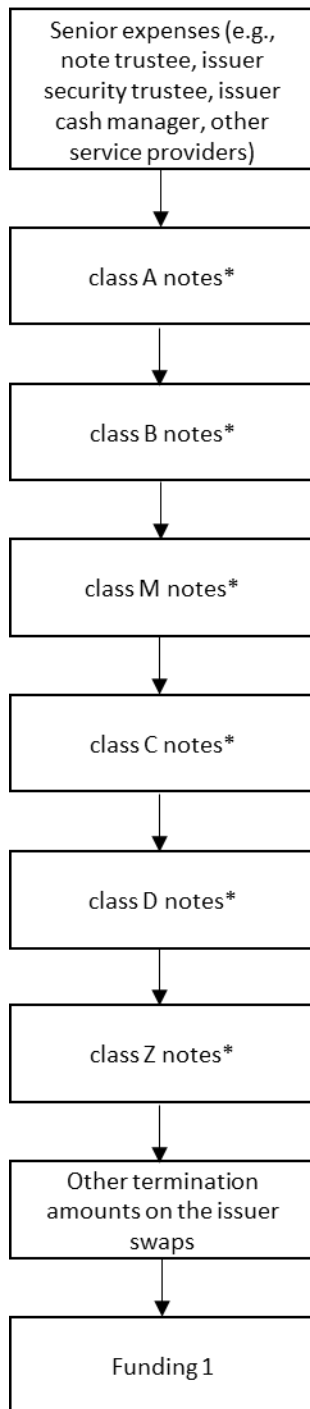 Senior expenses (e.g.,
note trustee, issuer
security trustee, issuer
cash manager, other
service providers)
class A notes*
class B notes*
class M notes*
class C notes*
class D notes*
class Z notes*
Other termination
amounts on the issuer
swaps
Funding 1